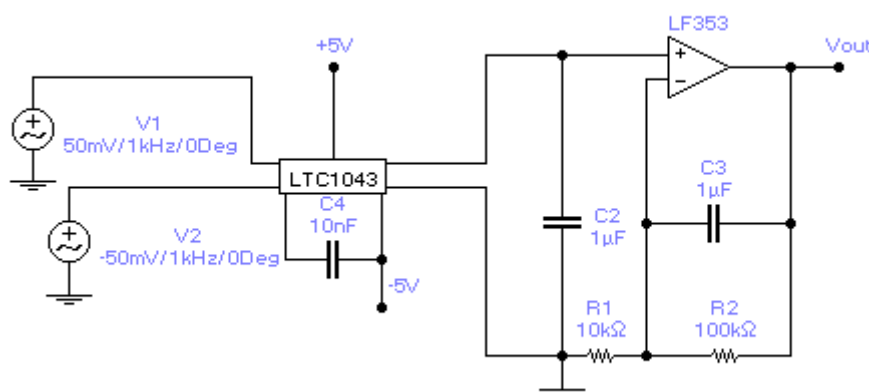 LF353
+5V
Vout
+
−
V1
50mV/1kHz/0Deg
LTC1043
C4
10nF
C3
1µF
V2
-50mV/1kHz/0Deg
C2
1µF
-5V
R1
10kΩ
R2
100kΩ